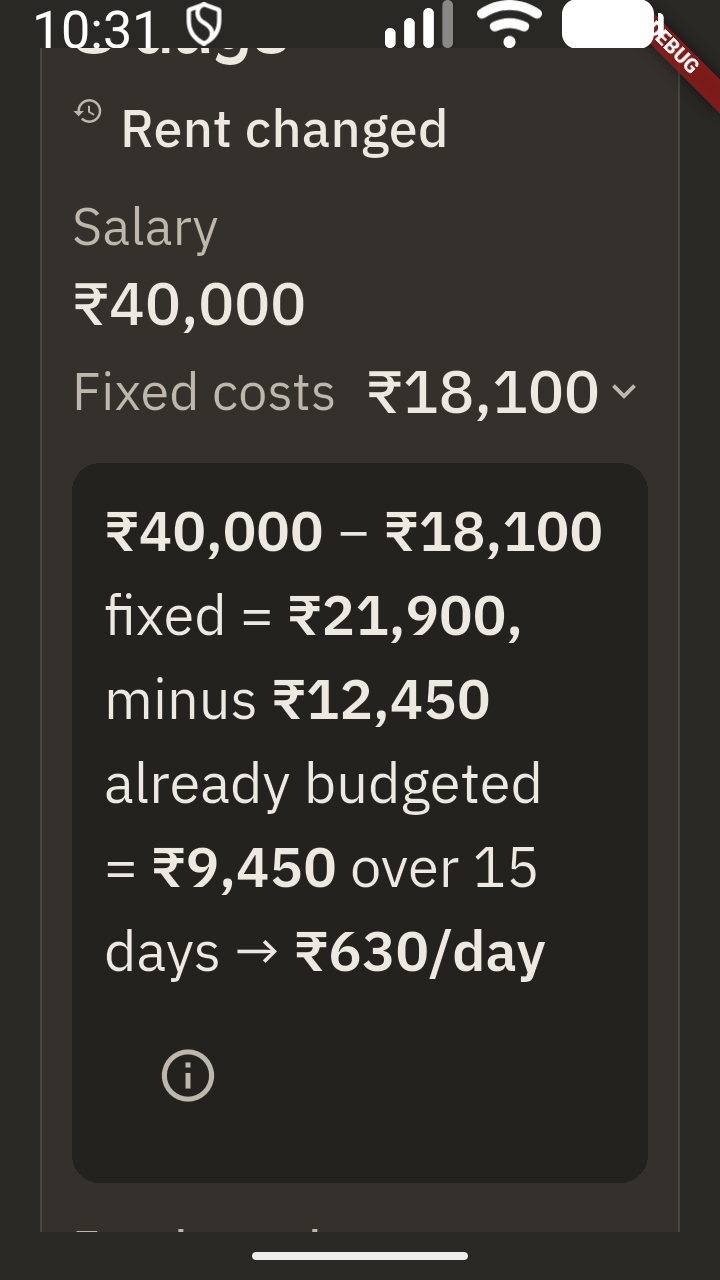 10:31
DEBUG
Rent changed
Salary
₹40,000
Fixed costs ₹18,100
₹40,000 – ₹18,100
fixed = ₹21,900,
minus ₹12,450
already budgeted
= ₹9,450 over 15
days → ₹630/day